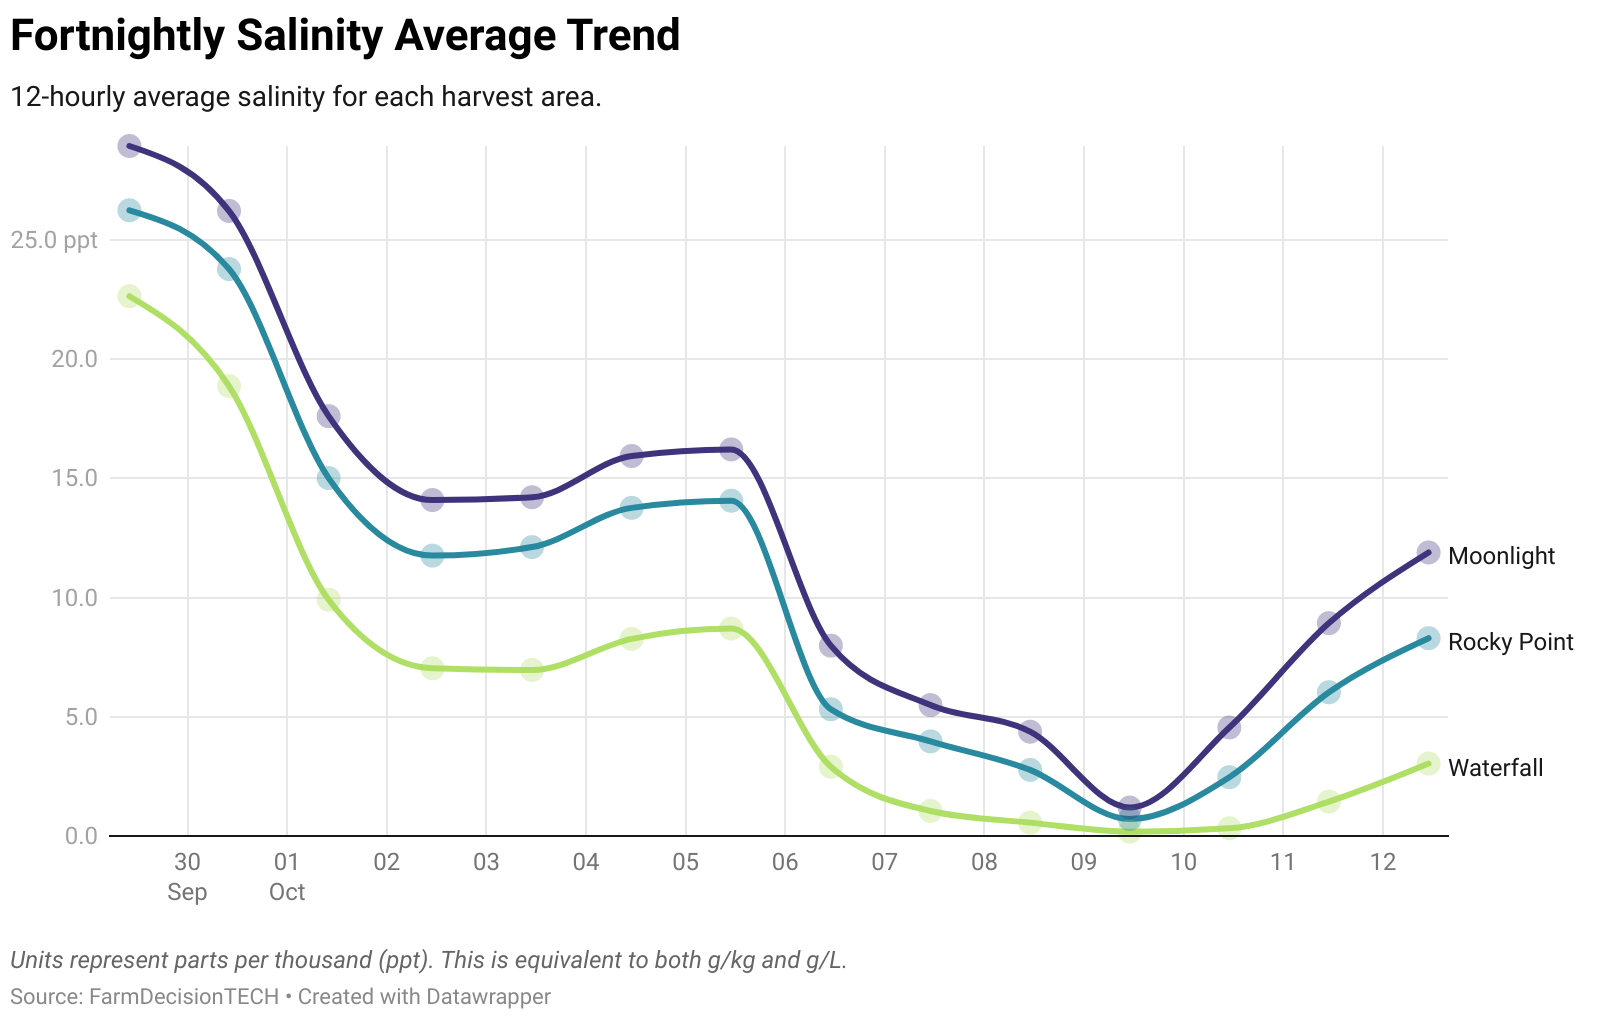 Fortnightly Salinity Average Trend
12-hourly average salinity for each harvest area.
25.0 ppt
20.0
15.0
10.0
5.0
0.0
Moonlight
Rocky Point
Waterfall
30 01 02 03 04 05 06 07 08 09 10 11 12
Sep Oct
Units represent parts per thousand (ppt). This is equivalent to both g/kg and g/L.
Source: FarmDecisionTECH • Created with Datawrapper